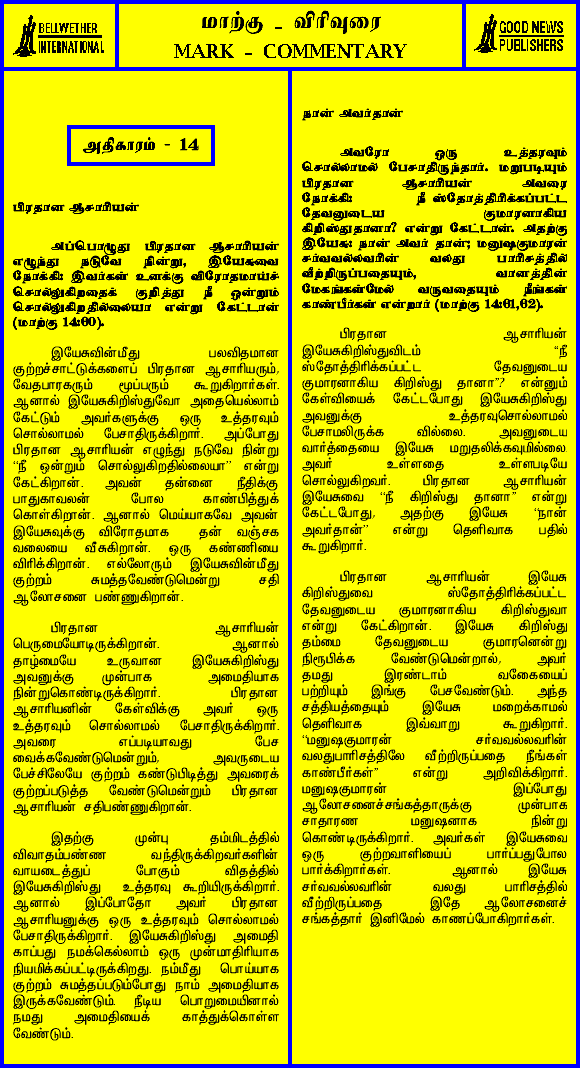 BELLWETHER
INTERNATIONAL
மாற்கு - விரிவுரை
MARK - COMMENTARY
GOOD NEWS
PUBLISHERS
அதிகாரம் - 14
பிரதான ஆசாரியன்
அப்பொழுது பிரதான ஆசாரியன்
எழுந்து நடுவே நின்று, இயேசுவை
நோக்கி: இவர்கள் உனக்கு விரோதமாய்ச்
சொல்லுகிறதைக் குறித்து நீ ஒன்றும்
சொல்லுகிறதில்லையா என்று கேட்டான்
(மாற்கு 14:60).
இயேசுவின்மீது பலவிதமான
குற்றச்சாட்டுக்களைப் பிரதான ஆசாரியரும்,
வேதபாரகரும் மூப்பரும் கூறுகிறார்கள்.
ஆனால் இயேசுகிறிஸ்துவோ அதையெல்லாம்
கேட்டும் அவர்களுக்கு ஒரு உத்தரவும்
சொல்லாமல் பேசாதிருக்கிறார். அப்போது
பிரதான ஆசாரியன் எழுந்து நடுவே நின்று
“நீ ஒன்றும் சொல்லுகிறதில்லையா” என்று
கேட்கிறான். அவன் தன்னை நீதிக்கு
பாதுகாவலன் போல காண்பித்துக்
கொள்கிறான். ஆனால் மெய்யாகவே அவன்
இயேசுவுக்கு விரோதமாக தன் வஞ்சக
வலையை வீசுகிறான். ஒரு கண்ணியை
விரிக்கிறான். எல்லோரும் இயேசுவின்மீது
குற்றம் சுமத்தவேண்டுமென்று சதி
ஆலோசனை பண்ணுகிறான்.
பிரதான ஆசாரியன்
பெருமையோடிருக்கிறான். ஆனால்
தாழ்மையே உருவான இயேசுகிறிஸ்து
அவனுக்கு முன்பாக அமைதியாக
நின்றுகொண்டிருக்கிறார். பிரதான
ஆசாரியனின் கேள்விக்கு அவர் ஒரு
உத்தரவும் சொல்லாமல் பேசாதிருக்கிறார்.
அவரை எப்படியாவது பேச
வைக்கவேண்டுமென்றும், அவருடைய
பேச்சிலேயே குற்றம் கண்டுபிடித்து அவரைக்
குற்றப்படுத்த வேண்டுமென்றும் பிரதான
ஆசாரியன் சதிபண்ணுகிறான்.
இதற்கு முன்பு தம்மிடத்தில்
விவாதம்பண்ண வந்திருக்கிறவர்களின்
வாயடைத்துப் போகும் விதத்தில்
இயேசுகிறிஸ்து உத்தரவு கூறியிருக்கிறார்.
ஆனால் இப்போதோ அவர் பிரதான
ஆசாரியனுக்கு ஒரு உத்தரவும் சொல்லாமல்
பேசாதிருக்கிறார். இயேசுகிறிஸ்து அமைதி
காப்பது நமக்கெல்லாம் ஒரு முன்மாதிரியாக
நியமிக்கப்பட்டிருக்கிறது. நம்மீது பொய்யாக
குற்றம் சுமத்தப்படும்போது நாம் அமைதியாக
இருக்கவேண்டும். நீடிய பொறுமையினால்
நமது அமைதியைக் காத்துக்கொள்ள
வேண்டும்.
நான் அவர்தான்
அவரோ ஒரு உத்தரவும்
சொல்லாமல் பேசாதிருந்தார். மறுபடியும்
பிரதான ஆசாரியன் அவரை
நோக்கி: நீ ஸ்தோத்திரிக்கப்பட்ட
தேவனுடைய குமாரனாகிய
கிறிஸ்துதானா? என்று கேட்டான். அதற்கு
இயேசு: நான் அவர் தான்; மனுஷகுமாரன்
சர்வவல்லவரின் வலது பாரிசத்தில்
வீற்றிருப்பதையும், வானத்தின்
மேகங்கள்மேல் வருவதையும் நீங்கள்
காண்பீர்கள் என்றார் (மாற்கு 14:61,62).
பிரதான ஆசாரியன்
இயேசுகிறிஸ்துவிடம் “நீ
ஸ்தோத்திரிக்கப்பட்ட தேவனுடைய
குமாரனாகிய கிறிஸ்து தானா”? என்னும்
கேள்வியைக் கேட்டபோது இயேசுகிறிஸ்து
அவனுக்கு உத்தரவுசொல்லாமல்
பேசாமலிருக்க வில்லை. அவனுடைய
வார்த்தையை இயேசு மறுதலிக்கவுமில்லை.
அவர் உள்ளதை உள்ளபடியே
சொல்லுகிறவர். பிரதான ஆசாரியன்
இயேசுவை “நீ கிறிஸ்து தானா” என்று
கேட்டபோது, அதற்கு இயேசு “நான்
அவர்தான்” என்று தெளிவாக பதில்
கூறுகிறார்.
பிரதான ஆசாரியன் இயேசு
கிறிஸ்துவை ஸ்தோத்திரிக்கப்பட்ட
தேவனுடைய குமாரனாகிய கிறிஸ்துவா
என்று கேட்கிறான். இயேசு கிறிஸ்து
தம்மை தேவனுடைய குமாரனென்று
நிரூபிக்க வேண்டுமென்றால், அவர்
தமது இரண்டாம் வகையையப்
பற்றியும் இங்கு பேசவேண்டும். அந்த
சத்தியத்தையும் இயேசு மறைக்காமல்
தெளிவாக இவ்வாறு கூறுகிறார்.
“மனுஷகுமாரன் சர்வவல்லவரின்
வலதுபாரிசத்திலே வீற்றிருப்பதை நீங்கள்
காண்பீர்கள்” என்று அறிவிக்கிறார்.
மனுஷகுமாரன் இப்போது
ஆலோசனைச்சங்கத்தாருக்கு முன்பாக
சாதாரண மனுஷனாக நின்று
கொண்டிருக்கிறார். அவர்கள் இயேசுவை
ஒரு குற்றவாளியைப் பார்ப்பதுபோல
பார்க்கிறார்கள். ஆனால் இயேசு
சர்வவல்லவரின் வலது பாரிசத்தில்
வீற்றிருப்பதை இதே ஆலோசனைச்
சங்கத்தார் இனிமேல் காணப்போகிறார்கள்.